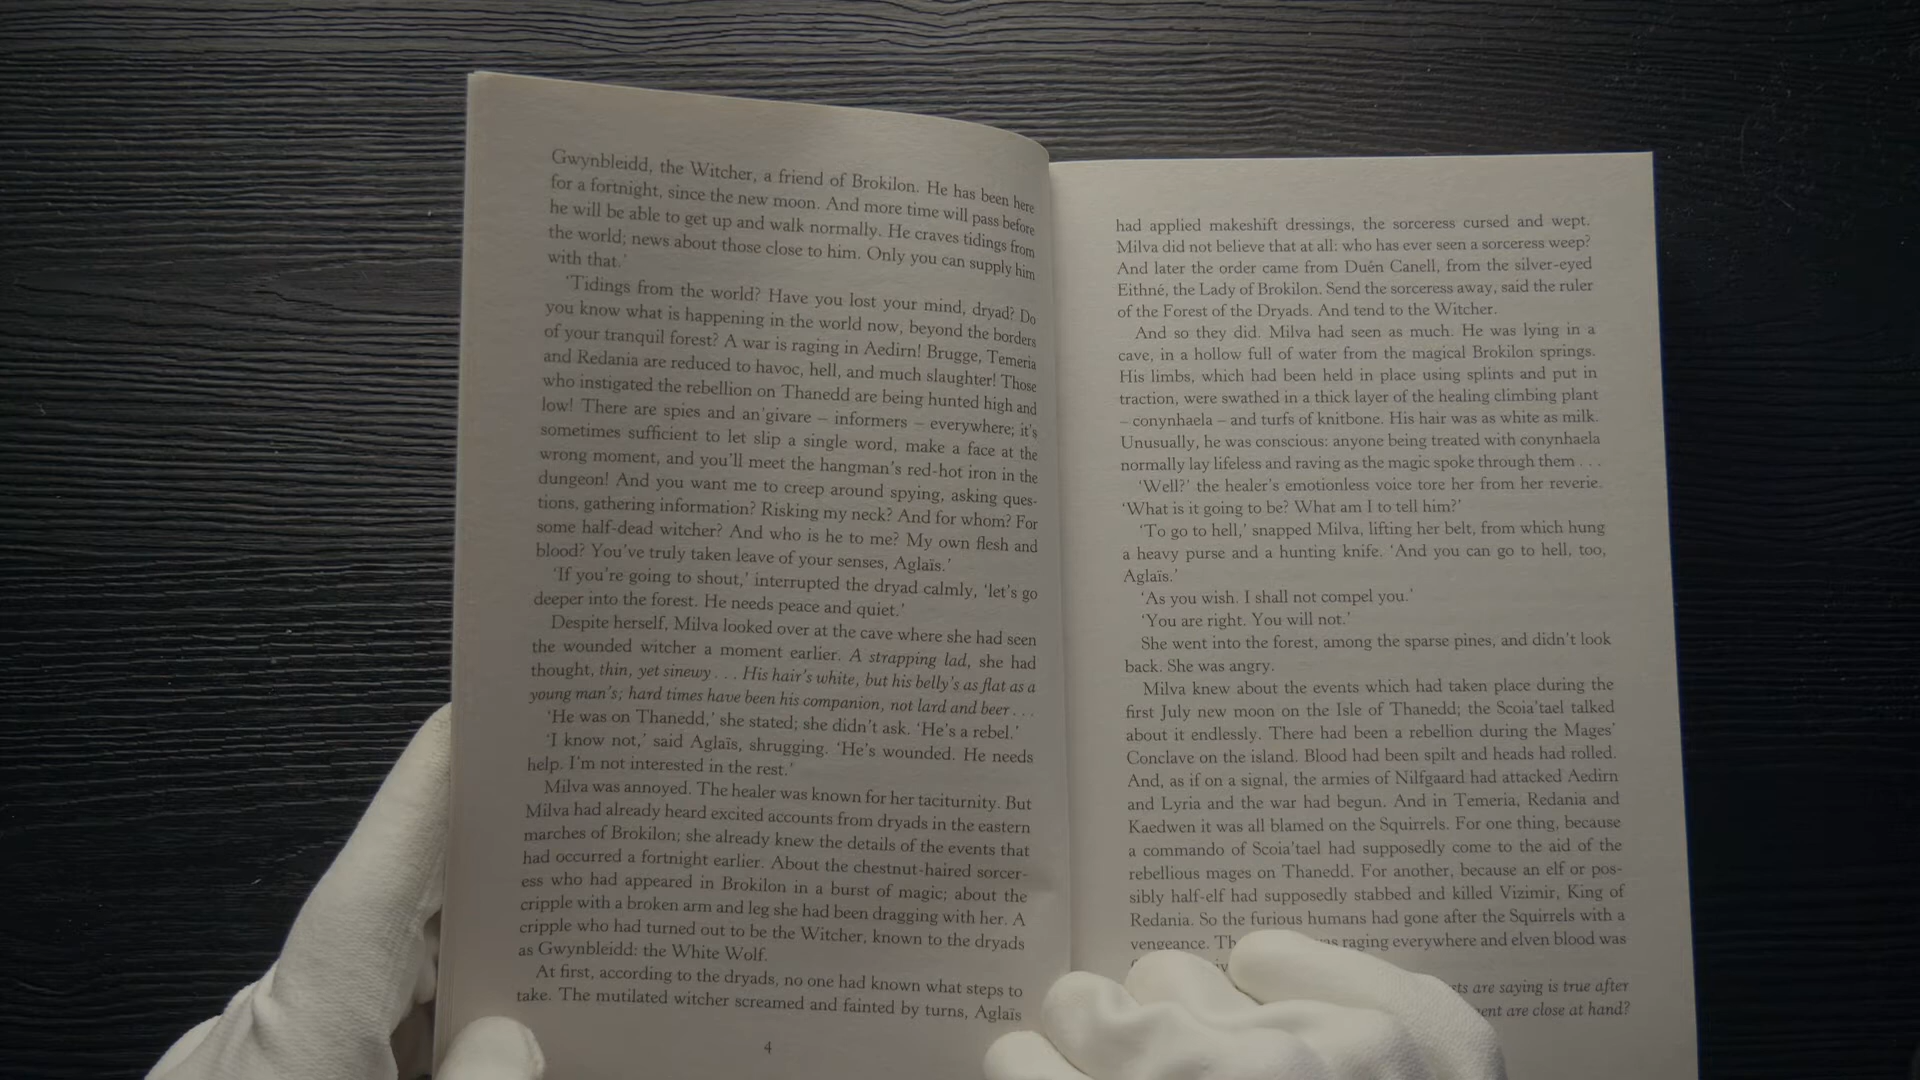 Gwynbleidd, the Witcher, a friend of Brokilon. He has been here
for a fortnight, since the new moon. And more time will pass before
he will be able to get up and walk normally. He craves tidings from
the world; news about those close to him. Only you can supply him
with that.’
‘Tidings from the world? Have you lost your mind, dryad? Do
you know what is happening in the world now, beyond the borders
of your tranquil forest? A war is raging in Aedirn! Brugge, Temeria
and Redania are reduced to havoc, hell, and much slaughter! Those
who instigated the rebellion on Thanedd are being hunted high and
low! There are spies and an’givare – informers – everywhere; it’s
sometimes sufficient to let slip a single word, make a face at the
wrong moment, and you’ll meet the hangman’s red-hot iron in the
dungeon! And you want me to creep around spying, asking ques-
tions, gathering information? Risking my neck? And for whom? For
some half-dead witcher? And who is he to me? My own flesh and
blood? You’ve truly taken leave of your senses, Aglaïs.’
‘If you’re going to shout,’ interrupted the dryad calmly, ‘let’s go
deeper into the forest. He needs peace and quiet.’
Despite herself, Milva looked over at the cave where she had seen
the wounded witcher a moment earlier. A strapping lad, she had
thought, thin, yet sinewy . . . His hair’s white, but his belly’s as flat as a
young man’s; hard times have been his companion, not lard and beer . . .
‘He was on Thanedd,’ she stated; she didn’t ask. ‘He’s a rebel.’
‘I know not,’ said Aglaïs, shrugging. ‘He’s wounded. He needs
help. I’m not interested in the rest.’
Milva was annoyed. The healer was known for her taciturnity. But
Milva had already heard excited accounts from dryads in the eastern
marches of Brokilon; she already knew the details of the events that
had occurred a fortnight earlier. About the chestnut-haired sorcer-
ess who had appeared in Brokilon in a burst of magic; about the
cripple with a broken arm and leg she had been dragging with her. A
cripple who had turned out to be the Witcher, known to the dryads
as Gwynbleidd: the White Wolf.
At first, according to the dryads, no one had known what steps to
take. The mutilated witcher screamed and fainted by turns, Aglaïs
4
had applied makeshift dressings, the sorceress cursed and wept.
Milva did not believe that at all: who has ever seen a sorceress weep?
And later the order came from Duén Canell, from the silver-eyed
Eithné, the Lady of Brokilon. Send the sorceress away, said the ruler
of the Forest of the Dryads. And tend to the Witcher.
And so they did. Milva had seen as much. He was lying in a
cave, in a hollow full of water from the magical Brokilon springs.
His limbs, which had been held in place using splints and put in
traction, were swathed in a thick layer of the healing climbing plant
– conynhaela – and turfs of knitbone. His hair was as white as milk.
Unusually, he was conscious: anyone being treated with conynhaela
normally lay lifeless and raving as the magic spoke through them . . .
‘Well?’ the healer’s emotionless voice tore her from her reverie.
‘What is it going to be? What am I to tell him?’
‘To go to hell,’ snapped Milva, lifting her belt, from which hung
a heavy purse and a hunting knife. ‘And you can go to hell, too,
Aglaïs.’
‘As you wish. I shall not compel you.’
‘You are right. You will not.’
She went into the forest, among the sparse pines, and didn’t look
back. She was angry.
Milva knew about the events which had taken place during the
first July new moon on the Isle of Thanedd; the Scoia’tael talked
about it endlessly. There had been a rebellion during the Mages’
Conclave on the island. Blood had been spilt and heads had rolled.
And, as if on a signal, the armies of Nilfgaard had attacked Aedirn
and Lyria and the war had begun. And in Temeria, Redania and
Kaedwen it was all blamed on the Squirrels. For one thing, because
a commando of Scoia’tael had supposedly come to the aid of the
rebellious mages on Thanedd. For another, because an elf or pos-
sibly half-elf had supposedly stabbed and killed Vizimir, King of
Redania. So the furious humans had gone after the Squirrels with a
vengeance. raging everywhere and elven blood was
are saying is true after
are close at hand?